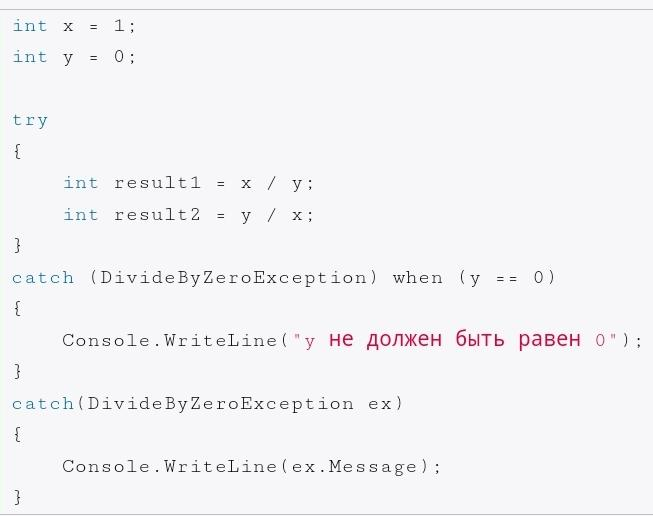 int x = 1;
int y = 0;
try
{
    int result1 = x / y;
    int result2 = y / x;
}
catch (DivideByZeroException) when (y == 0)
{
    Console.WriteLine("y не должен быть равен 0");
}
catch(DivideByZeroException ex)
{
    Console.WriteLine(ex.Message);
}